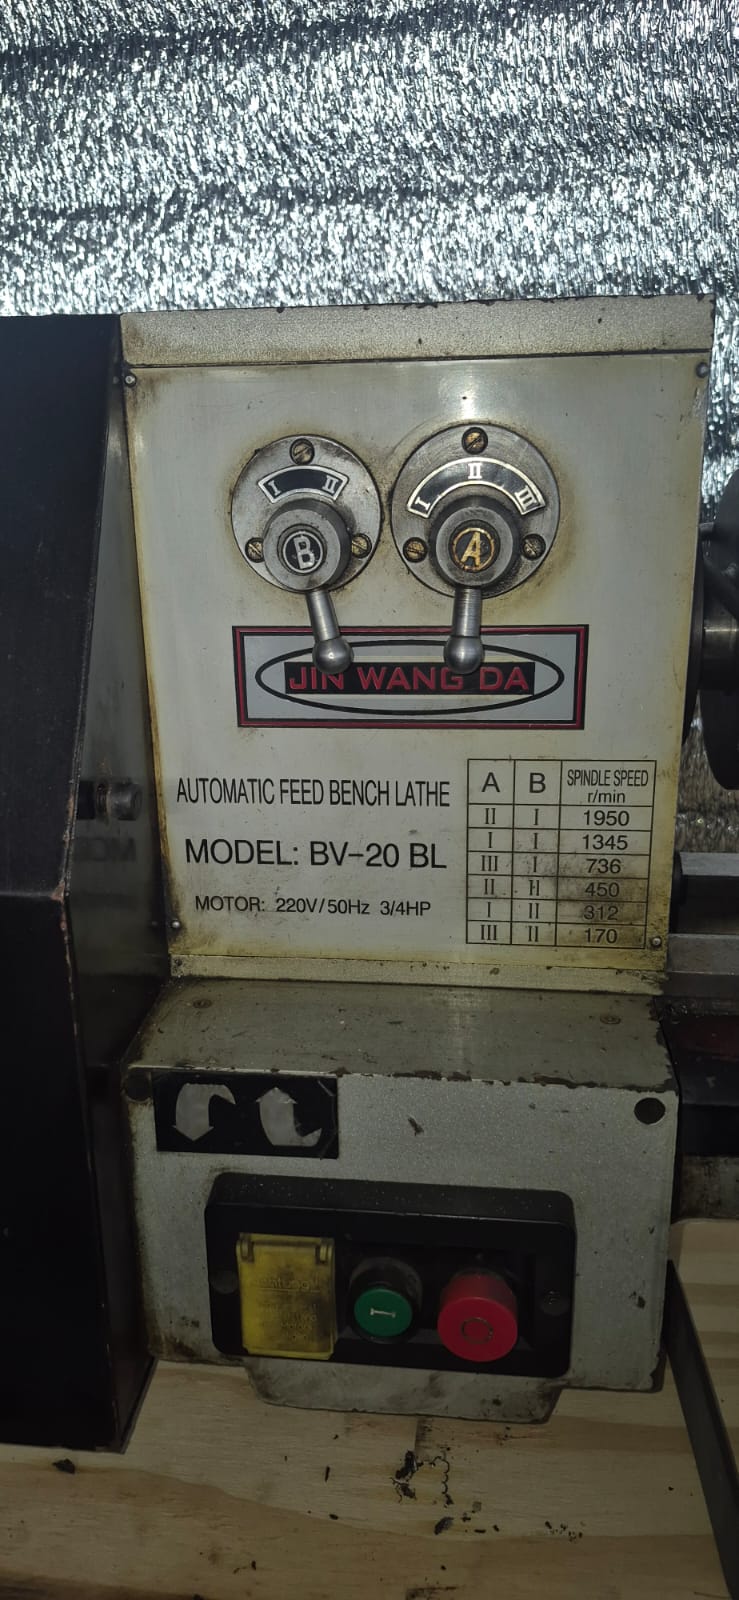 I II
I II III
B
A
JIN WANG DA
AUTOMATIC FEED BENCH LATHE
MODEL: BV-20 BL
MOTOR: 220V/50Hz 3/4HP
A B SPINDLE SPEED r/min
II I 1950
I I 1345
III I 736
II II 450
I II 312
III II 170
I
O